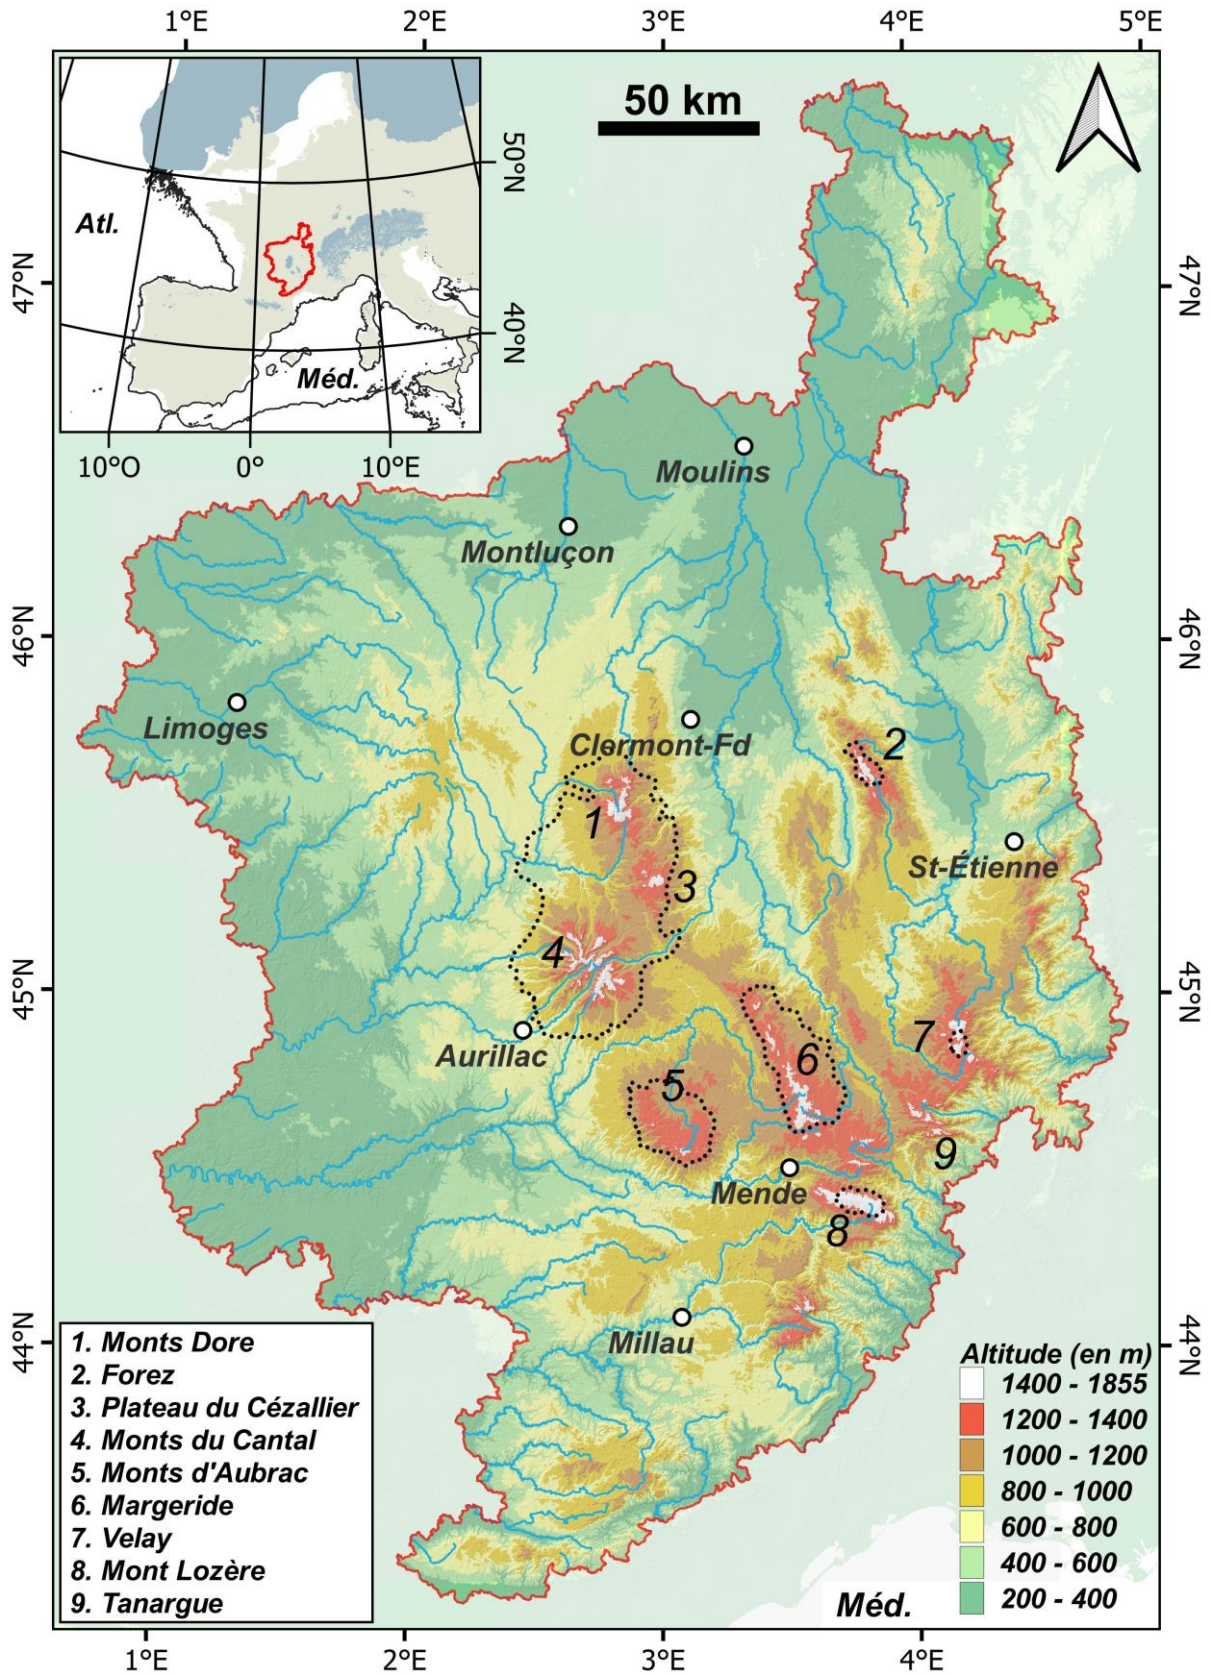 1°E 2°E 3°E 4°E 5°E
50 km
50°N
Atl.
47°N
47°N
40°N
Méd.
10°O 0° 10°E
Moulins
Montluçon
46°N
46°N
Limoges
Clermont-Fd
2
1
St-Étienne
3
4
45°N
45°N
Aurillac
7
6
5
9
Mende
8
Millau
44°N
44°N
1. Monts Dore
2. Forez
3. Plateau du Cézallier
4. Monts du Cantal
5. Monts d'Aubrac
6. Margeride
7. Velay
8. Mont Lozère
9. Tanargue
Altitude (en m)
1400 - 1855
1200 - 1400
1000 - 1200
800 - 1000
600 - 800
400 - 600
200 - 400
Méd.
1°E 2°E 3°E 4°E